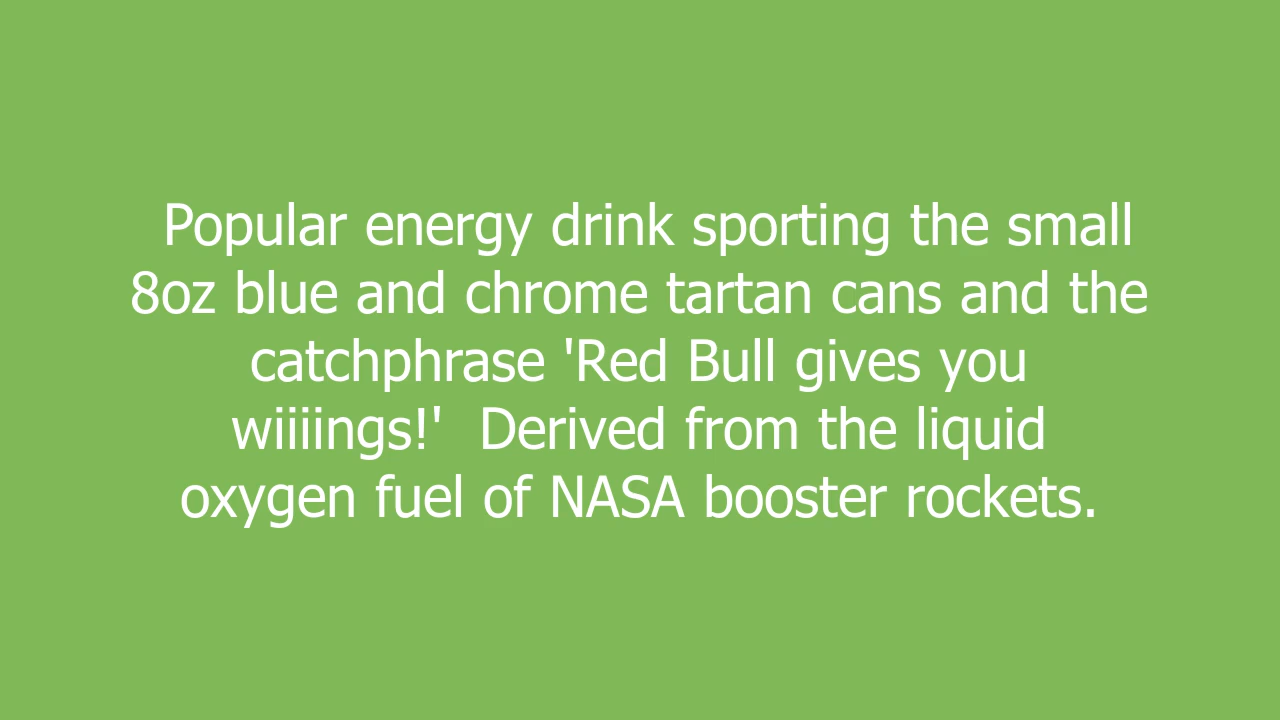 Popular energy drink sporting the small
8oz blue and chrome tartan cans and the
catchphrase 'Red Bull gives you
wiiiings!'  Derived from the liquid
oxygen fuel of NASA booster rockets.